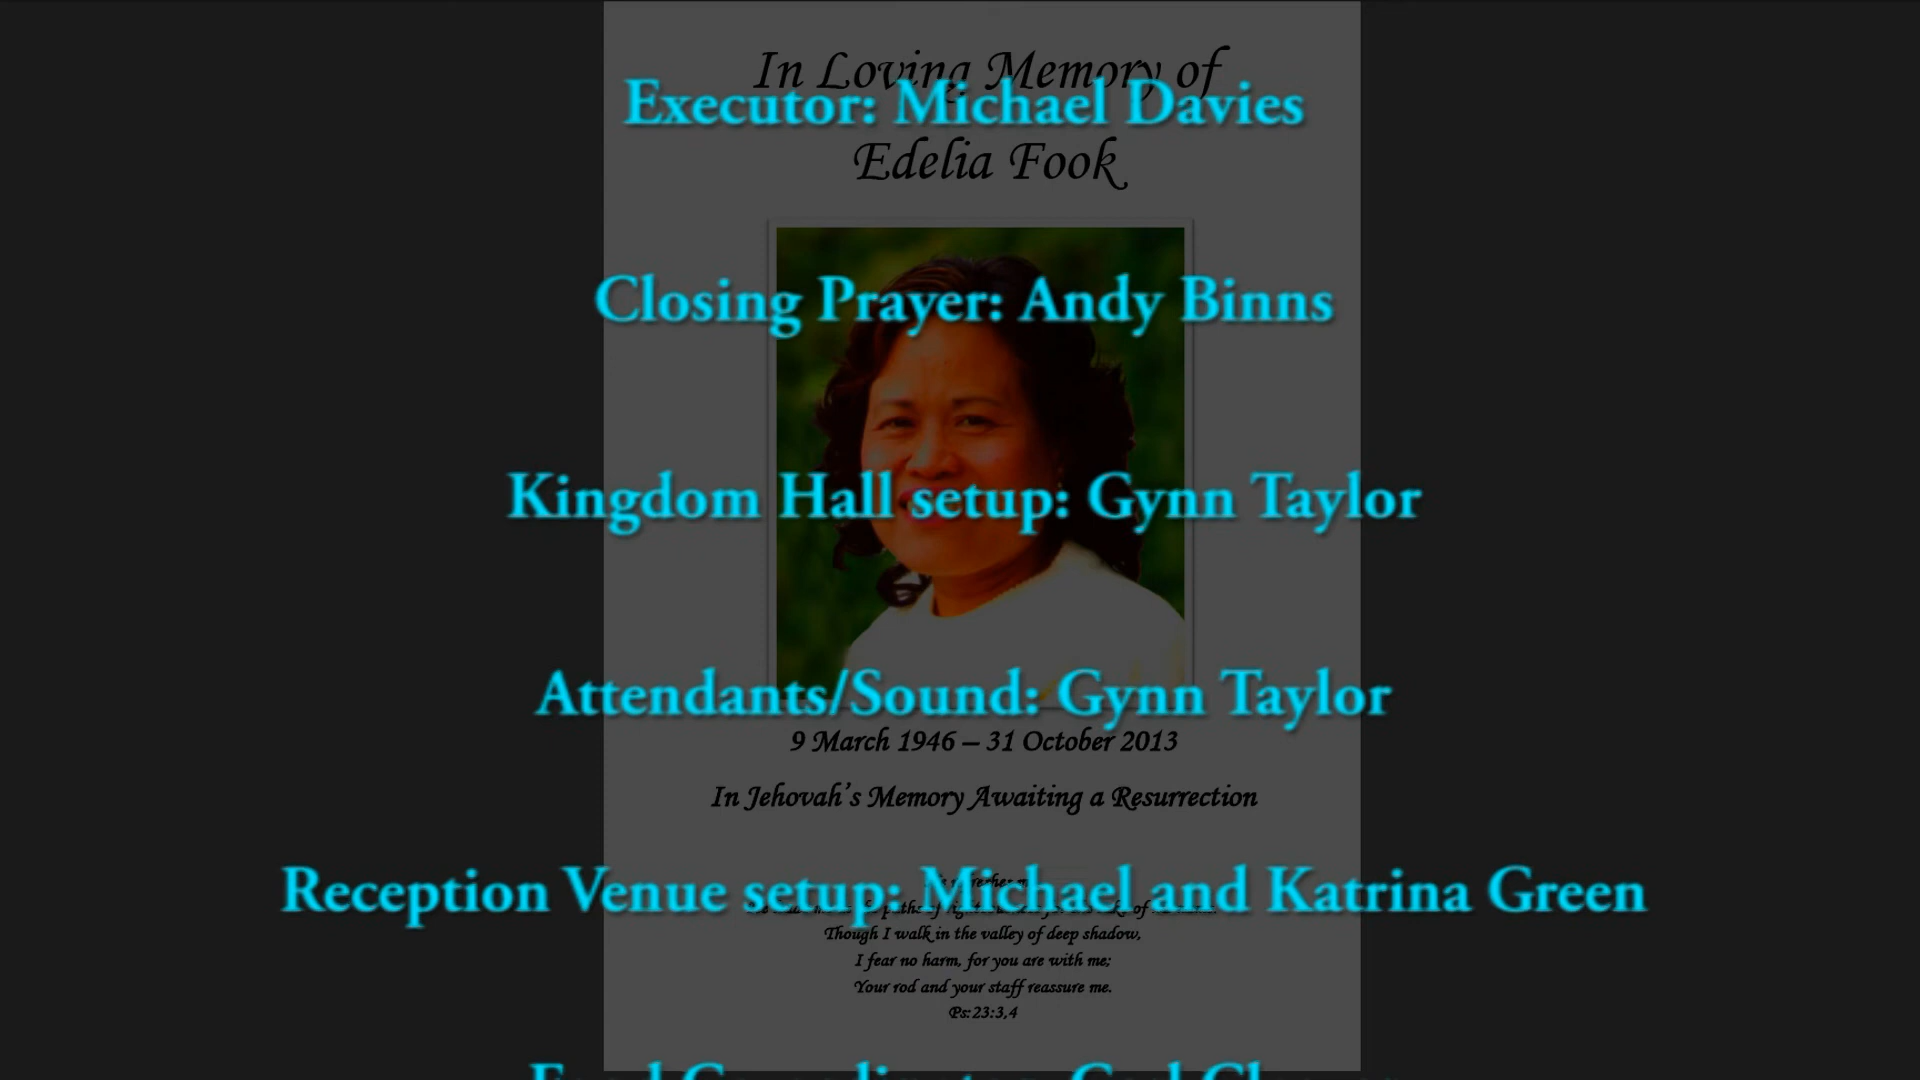 In Loving Memory of
Executor: Michael Davies
Edelia Fook
Closing Prayer: Andy Binns
Kingdom Hall setup: Gynn Taylor
Attendants/Sound: Gynn Taylor
9 March 1946 – 31 October 2013
In Jehovah's Memory Awaiting a Resurrection
Reception Venue setup: Michael and Katrina Green
Though I walk in the valley of deep shadow,
I fear no harm, for you are with me;
Your rod and your staff reassure me.
Ps:23:3,4